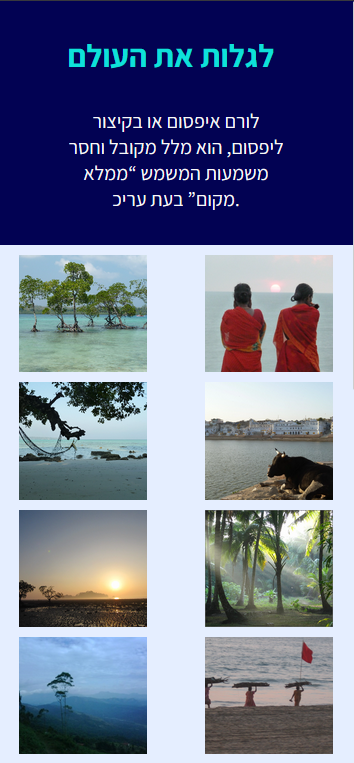 לגלות את העולם
לורם איפסום או בקיצור
ליפסום, הוא מלל מקובל וחסר
משמעות המשמש “ממלא
מקום” בעת עריכ.